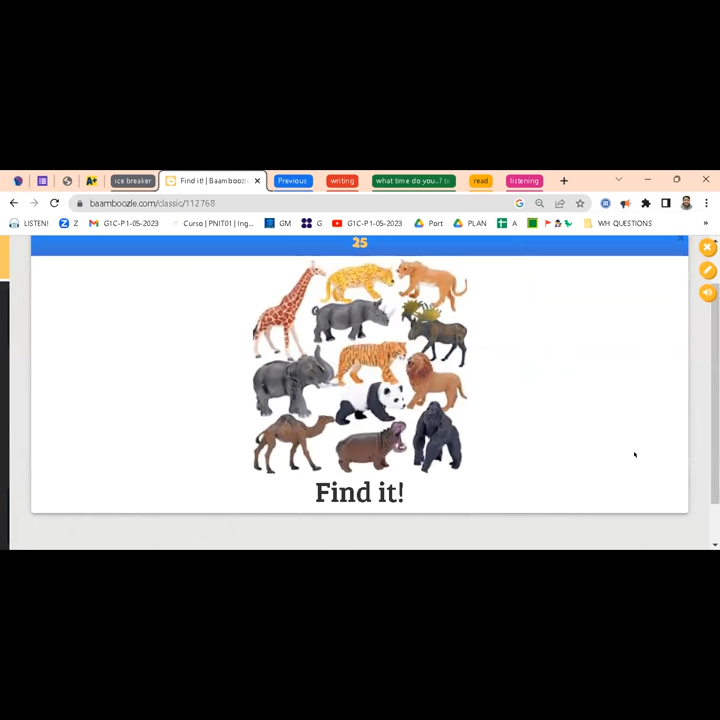 A+
ice breaker
Find it! | Baamboozle
Previous
writing
what time do you..? te
read
listening
baamboozle.com/classic/112768
LISTEN!
Z
G1C-P1-05-2023
Curso | PNIT01 | Ing...
GM
G
G1C-P1-05-2023
Port
PLAN
A
WH QUESTIONS
25
Find it!